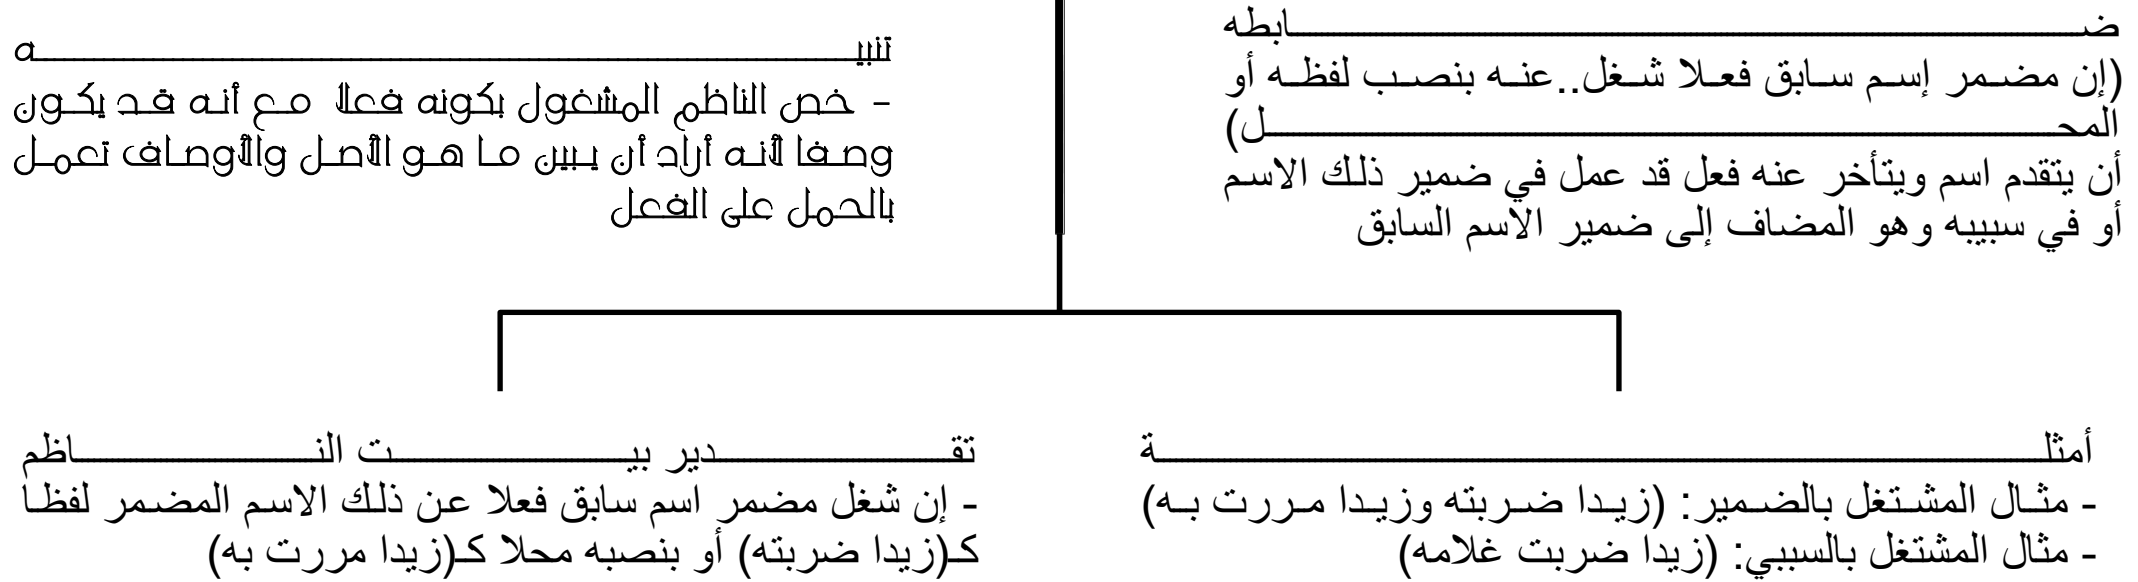 ضابطه
(إن مضمر إسم سابق فعلا شغل..عنه بنصب لفظه أو
المحل)
أن يتقدم اسم ويتأخر عنه فعل قد عمل في ضمير ذلك الاسم
أو في سببيه وهو المضاف إلى ضمير الاسم السابق
تنبيه
- خص الناظم المشغول بكونه فعلا مع أنه قد يكون
وصفا لأنه أراد أن يبين ما هو الأصل والأوصاف تعمل
بالحمل على الفعل
أمثلة
- مثال المشتغل بالضمير: (زيدا ضربته وزيدا مررت به)
- مثال المشتغل بالسببي: (زيدا ضربت غلامه)
تقدير بيت الناظم
- إن شغل مضمر اسم سابق فعلا عن ذلك الاسم المضمر لفظا
كـ(زيدا ضربته) أو بنصبه محلا كـ(زيدا مررت به)